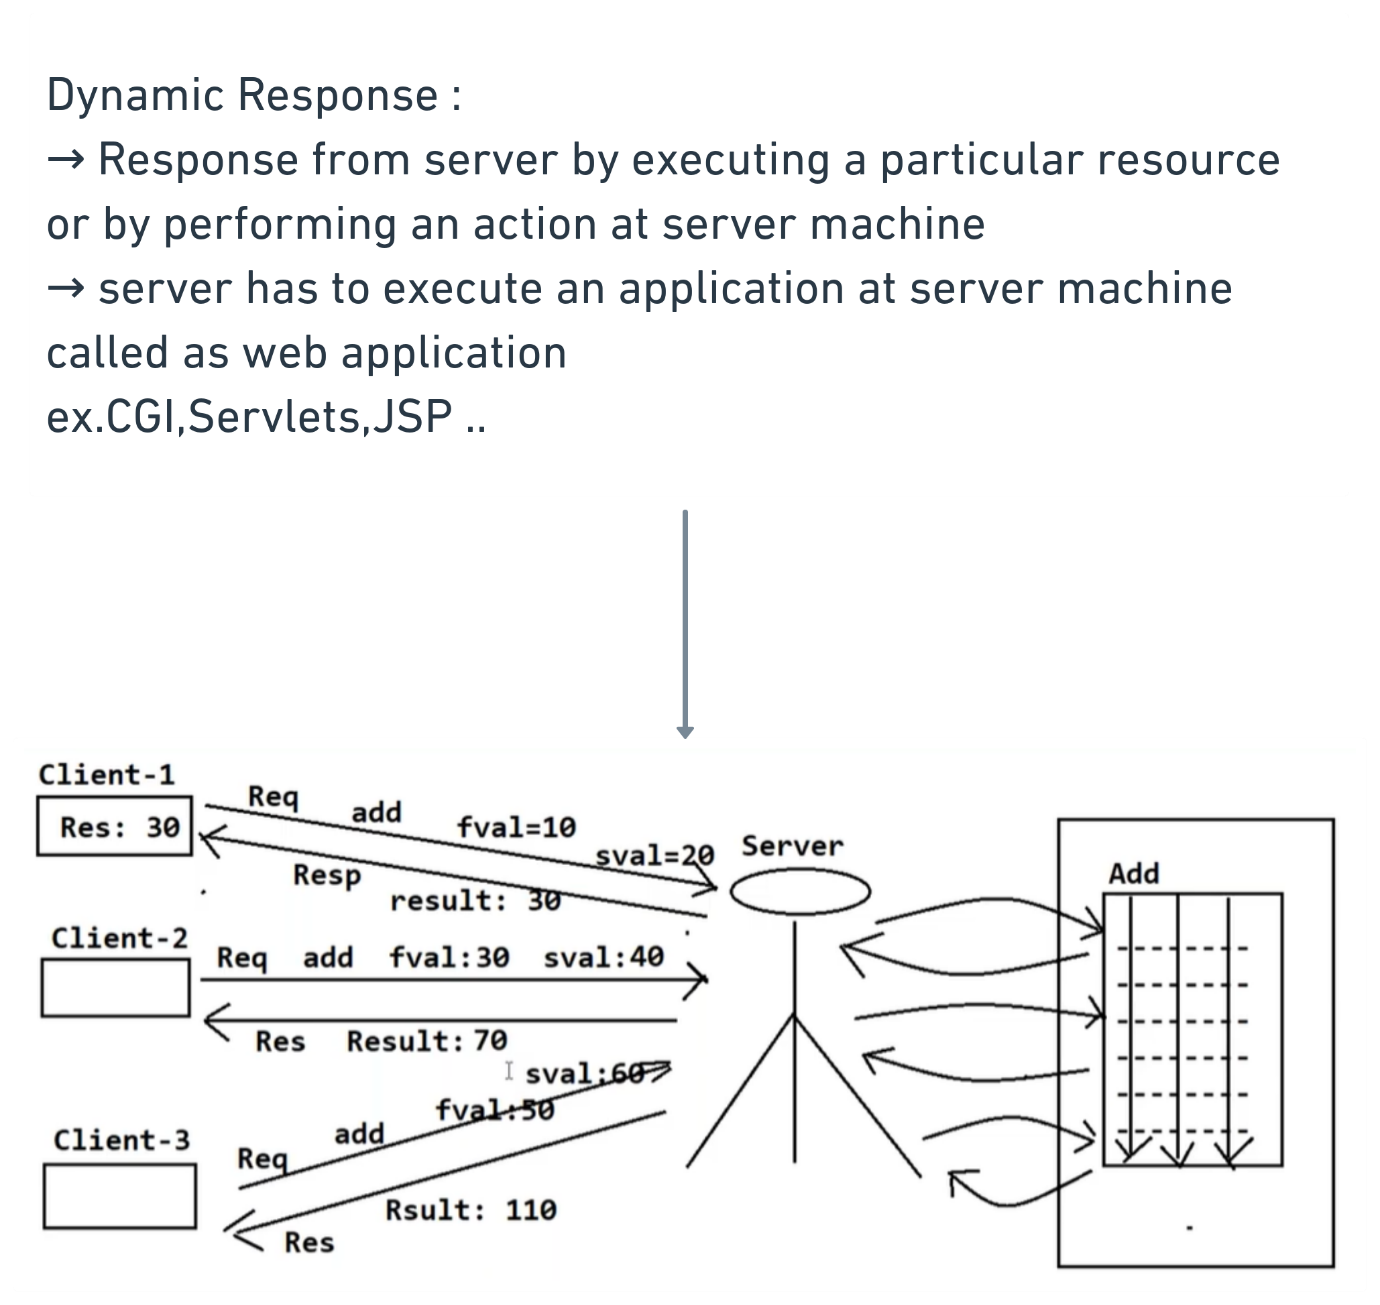 Dynamic Response :
→ Response from server by executing a particular resource
or by performing an action at server machine
→ server has to execute an application at server machine
called as web application
ex.CGI,Servlets,JSP ..
Client-1
Res: 30
Req add fval=10 sval=20
Resp result: 30
Server
Add
Client-2
Req add fval:30 sval:40
Res Result: 70
Client-3
Req add fval:50 sval:60
Rsult: 110
Res